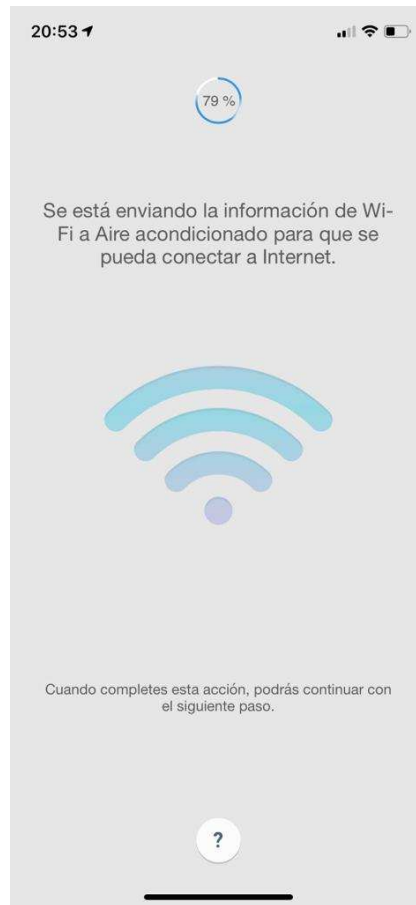 20:53
79 %
Se está enviando la información de Wi-
Fi a Aire acondicionado para que se
pueda conectar a Internet.
Cuando completes esta acción, podrás continuar con
el siguiente paso.
?